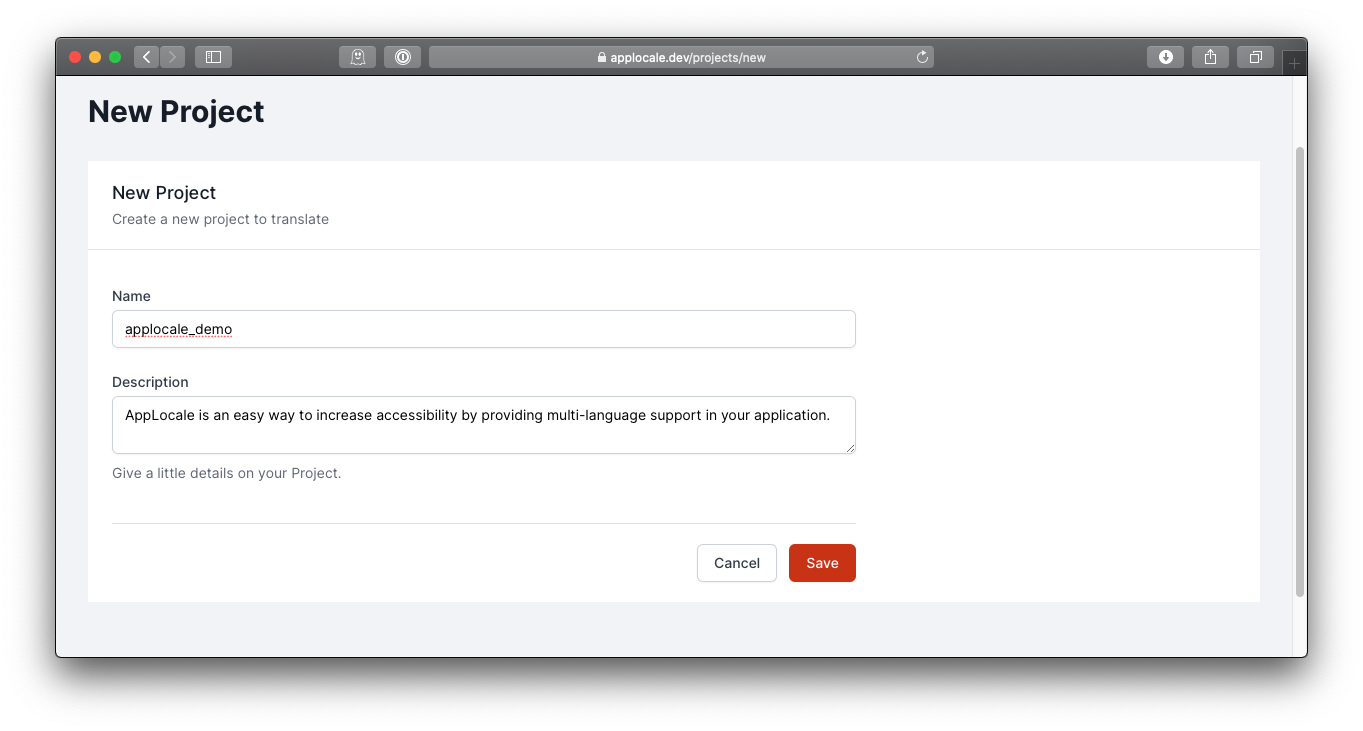 applocale.dev/projects/new
New Project
New Project
Create a new project to translate
Name
applocale_demo
Description
AppLocale is an easy way to increase accessibility by providing multi-language support in your application.
Give a little details on your Project.
Cancel Save